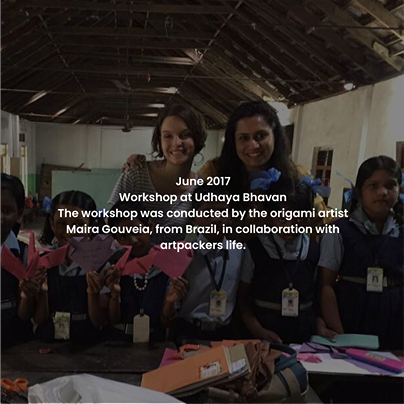 June 2017
Workshop at Udhaya Bhavan
The workshop was conducted by the origami artist
Maira Gouveia, from Brazil, in collaboration with
artpackers life.